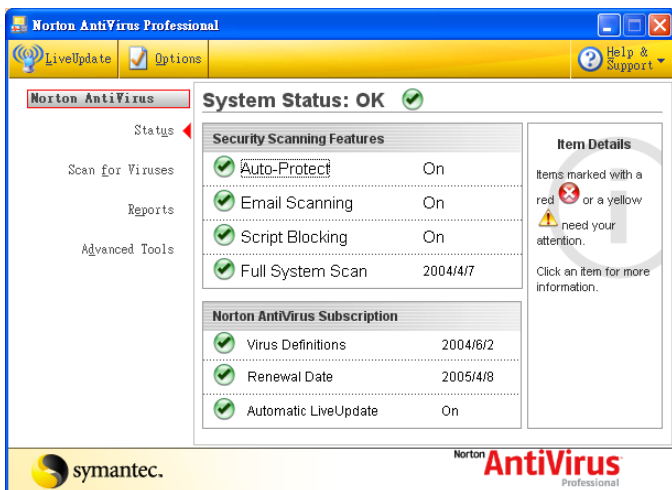 Norton AntiVirus Professional
LiveUpdate
Options
Help &
Support
Norton AntiVirus
Status
Scan for Viruses
Reports
Advanced Tools
System Status: OK
Security Scanning Features
Auto-Protect On
Email Scanning On
Script Blocking On
Full System Scan 2004/4/7
Norton AntiVirus Subscription
Virus Definitions 2004/6/2
Renewal Date 2005/4/8
Automatic LiveUpdate On
Item Details
Items marked with a
red or a yellow
need your
attention.
Click an item for more
information.
symantec.
Norton AntiVirus
Professional